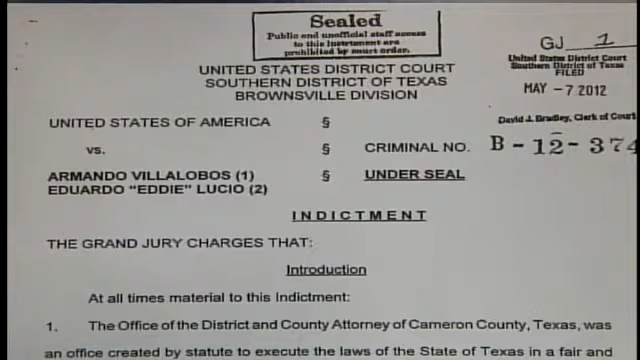 Sealed
Public and unofficial staff access
to this instrument are
prohibited by court order.
GJ 1
United States District Court
Southern District of Texas
FILED
MAY -7 2012
David J. Bradley, Clerk of Court
UNITED STATES DISTRICT COURT
SOUTHERN DISTRICT OF TEXAS
BROWNSVILLE DIVISION
UNITED STATES OF AMERICA §
vs. § CRIMINAL NO. B-12-374
ARMANDO VILLALOBOS (1) § UNDER SEAL
EDUARDO “EDDIE” LUCIO (2)
INDICTMENT
THE GRAND JURY CHARGES THAT:
Introduction
At all times material to this Indictment:
1. The Office of the District and County Attorney of Cameron County, Texas, was
an office created by statute to execute the laws of the State of Texas in a fair and